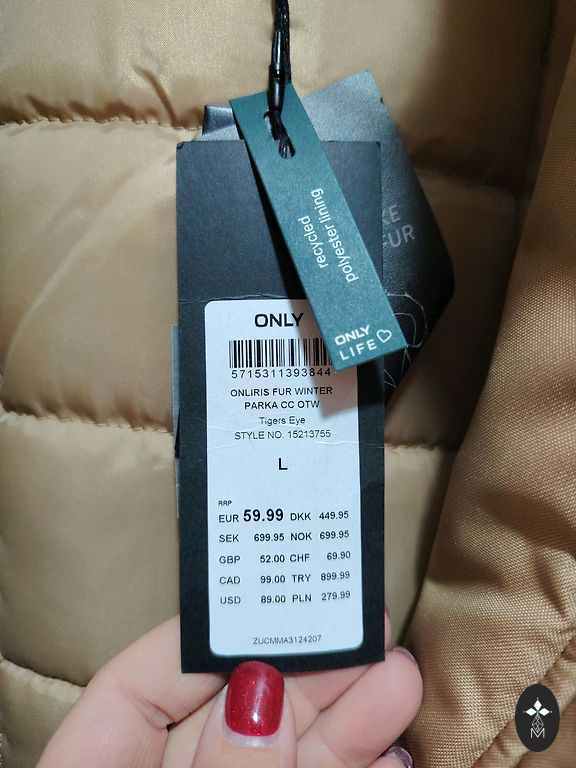 recycled
polyester lining
ONLY
LIFE
KE
FUR
ONLY
5715311393844
ONLIRIS FUR WINTER
PARKA CC OTW
Tigers Eye
STYLE NO. 15213755
L
RRP
EUR 59.99 DKK 449.95
SEK 699.95 NOK 699.95
GBP 52.00 CHF 69.90
CAD 99.00 TRY 899.99
USD 89.00 PLN 279.99
ZUCMMA3124207
M